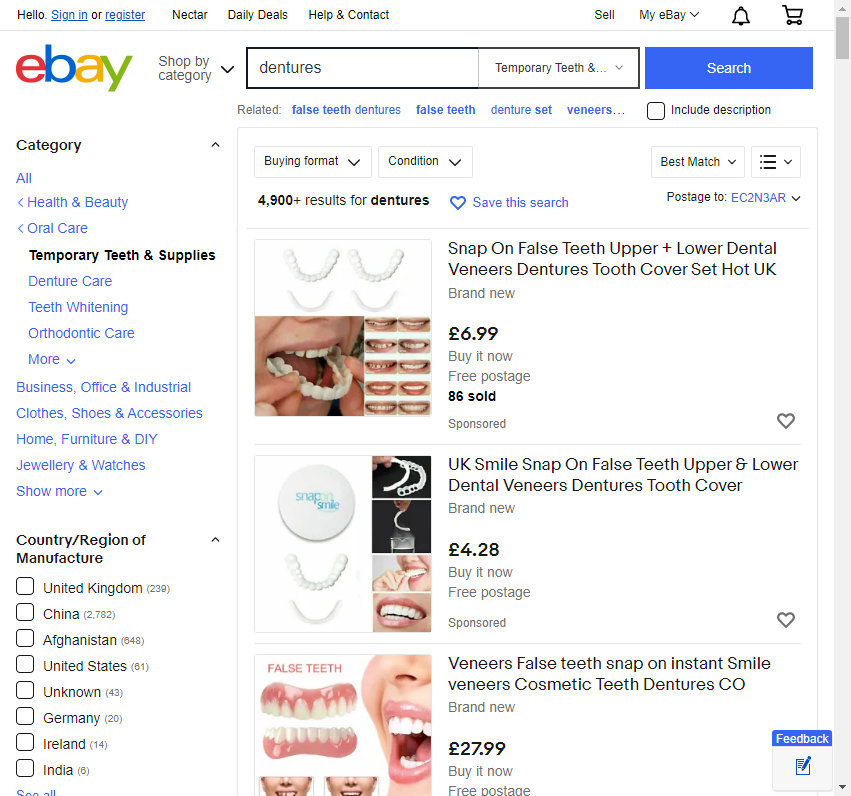 Hello. Sign in or register
Nectar
Daily Deals
Help & Contact
Sell
My eBay
ebay
Shop by category
dentures
Temporary Teeth &...
Search
Related:
false teeth dentures
false teeth
denture set
veneers...
Include description
Category
All
Health & Beauty
Oral Care
Temporary Teeth & Supplies
Denture Care
Teeth Whitening
Orthodontic Care
More
Business, Office & Industrial
Clothes, Shoes & Accessories
Home, Furniture & DIY
Jewellery & Watches
Show more
Country/Region of
Manufacture
United Kingdom (239)
China (2,782)
Afghanistan (648)
United States (61)
Unknown (43)
Germany (20)
Ireland (14)
India (6)
See all
Buying format
Condition
Best Match
4,900+ results for dentures
Save this search
Postage to: EC2N3AR
Snap On False Teeth Upper + Lower Dental
Veneers Dentures Tooth Cover Set Hot UK
Brand new
£6.99
Buy it now
Free postage
86 sold
Sponsored
snap on
smile
UK Smile Snap On False Teeth Upper & Lower
Dental Veneers Dentures Tooth Cover
Brand new
£4.28
Buy it now
Free postage
Sponsored
FALSE TEETH
Veneers False teeth snap on instant Smile
veneers Cosmetic Teeth Dentures CO
Brand new
£27.99
Buy it now
Free postage
Feedback